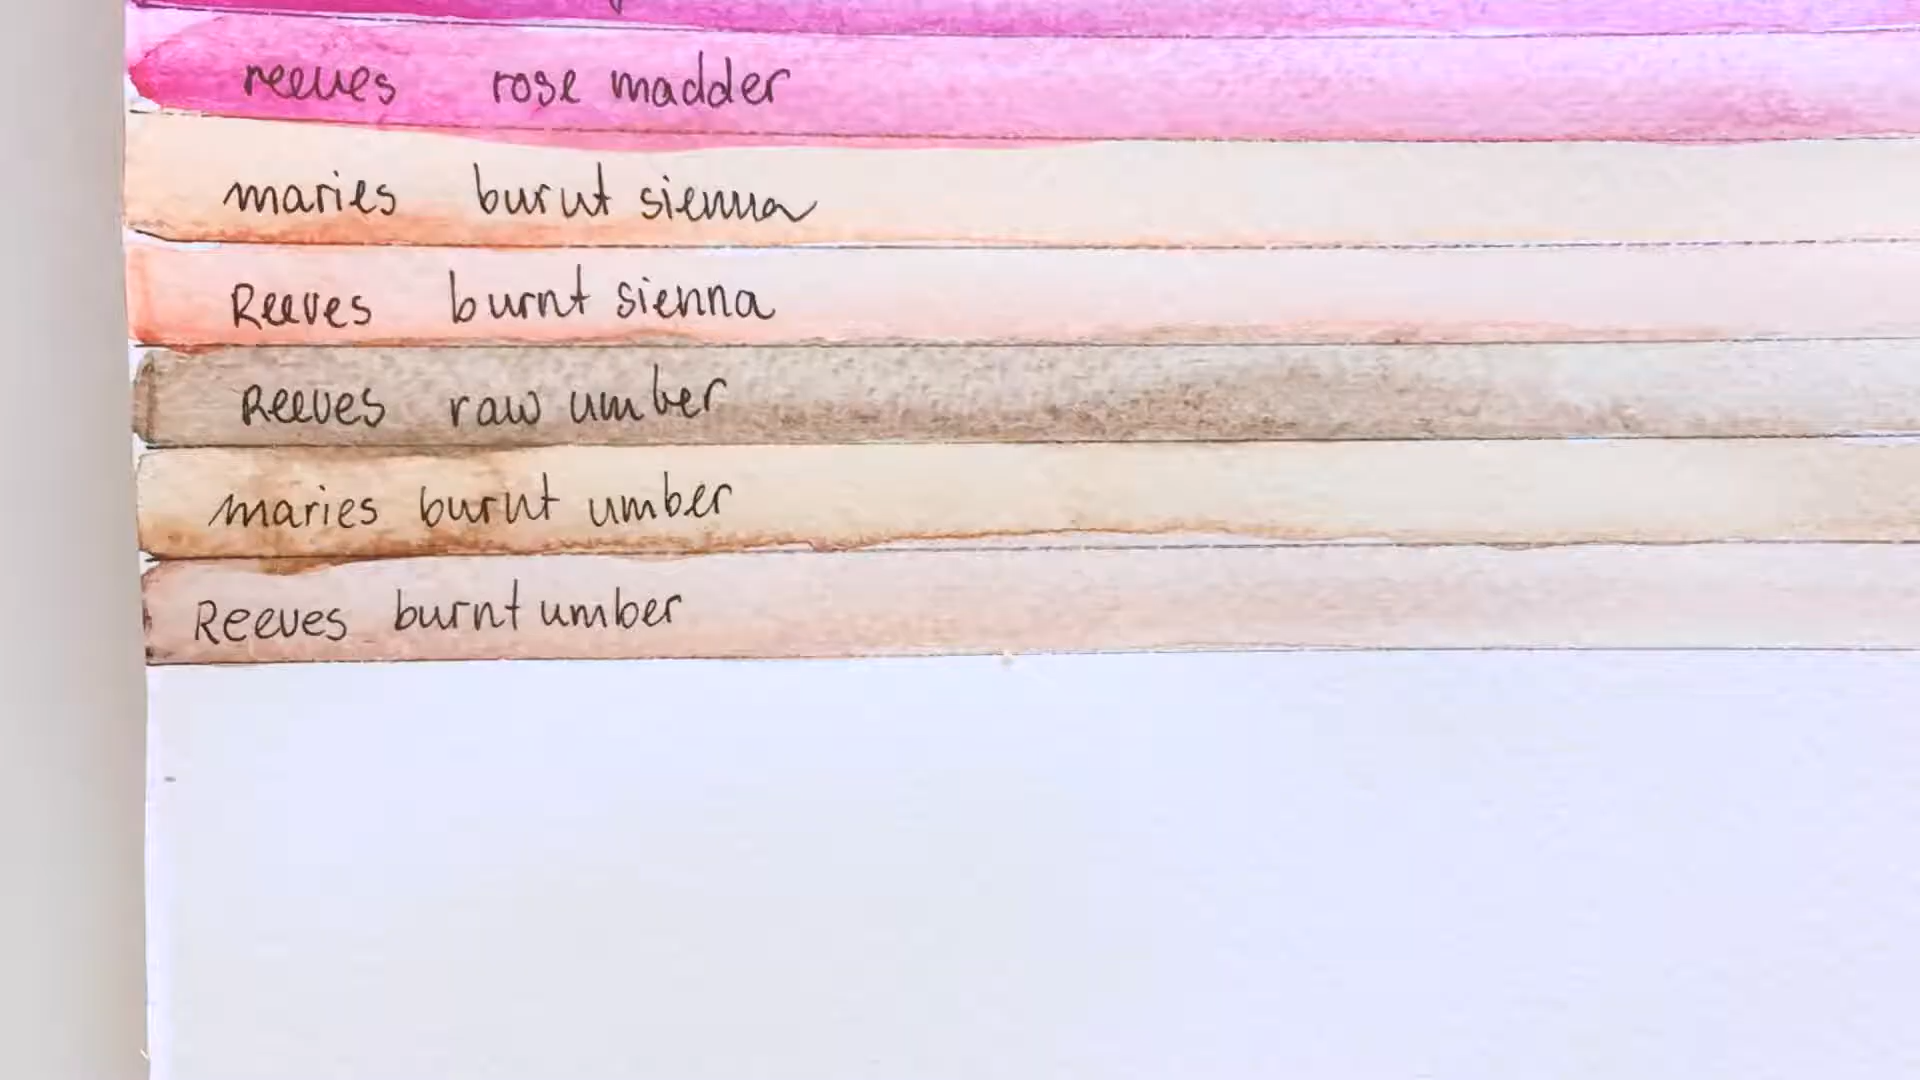 reeves rose madder
maries burnt sienna
Reeves burnt sienna
Reeves raw umber
maries burnt umber
Reeves burnt umber